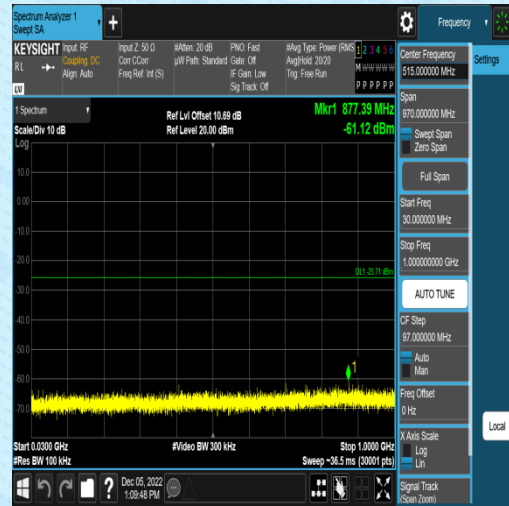 Spectrum Analyzer 1
Swept SA
+
Frequency
KEYSIGHT
RL
LXI
Input: RF
Coupling: DC
Align: Auto
Input Z: 50 Ω
Corr CCorr
Freq Ref: Int (S)
#Atten: 20 dB
µW Path: Standard
PNO: Fast
Gate: Off
IF Gain: Low
Sig Track: Off
#Avg Type: Power (RMS
Avg|Hold: 20/20
Trig: Free Run
1 2 3 4 5 6
M W W W W W
P P P P P P
1 Spectrum
Scale/Div 10 dB
Log
Ref Lvl Offset 10.69 dB
Ref Level 20.00 dBm
Mkr1 877.39 MHz
-61.12 dBm
10.0
0.00
-10.0
-20.0
DL1 -25.71 dBm
-30.0
-40.0
-50.0
-60.0
-70.0
1
Start 0.0300 GHz
#Res BW 100 kHz
#Video BW 300 kHz
Stop 1.0000 GHz
Sweep ~36.5 ms (30001 pts)
Dec 05, 2022
1:09:48 PM
Center Frequency
515.000000 MHz
Span
970.000000 MHz
Swept Span
Zero Span
Full Span
Start Freq
30.000000 MHz
Stop Freq
1.000000000 GHz
AUTO TUNE
CF Step
97.000000 MHz
Auto
Man
Freq Offset
0 Hz
X Axis Scale
Log
Lin
Signal Track
(Span Zoom)
Settings
Local